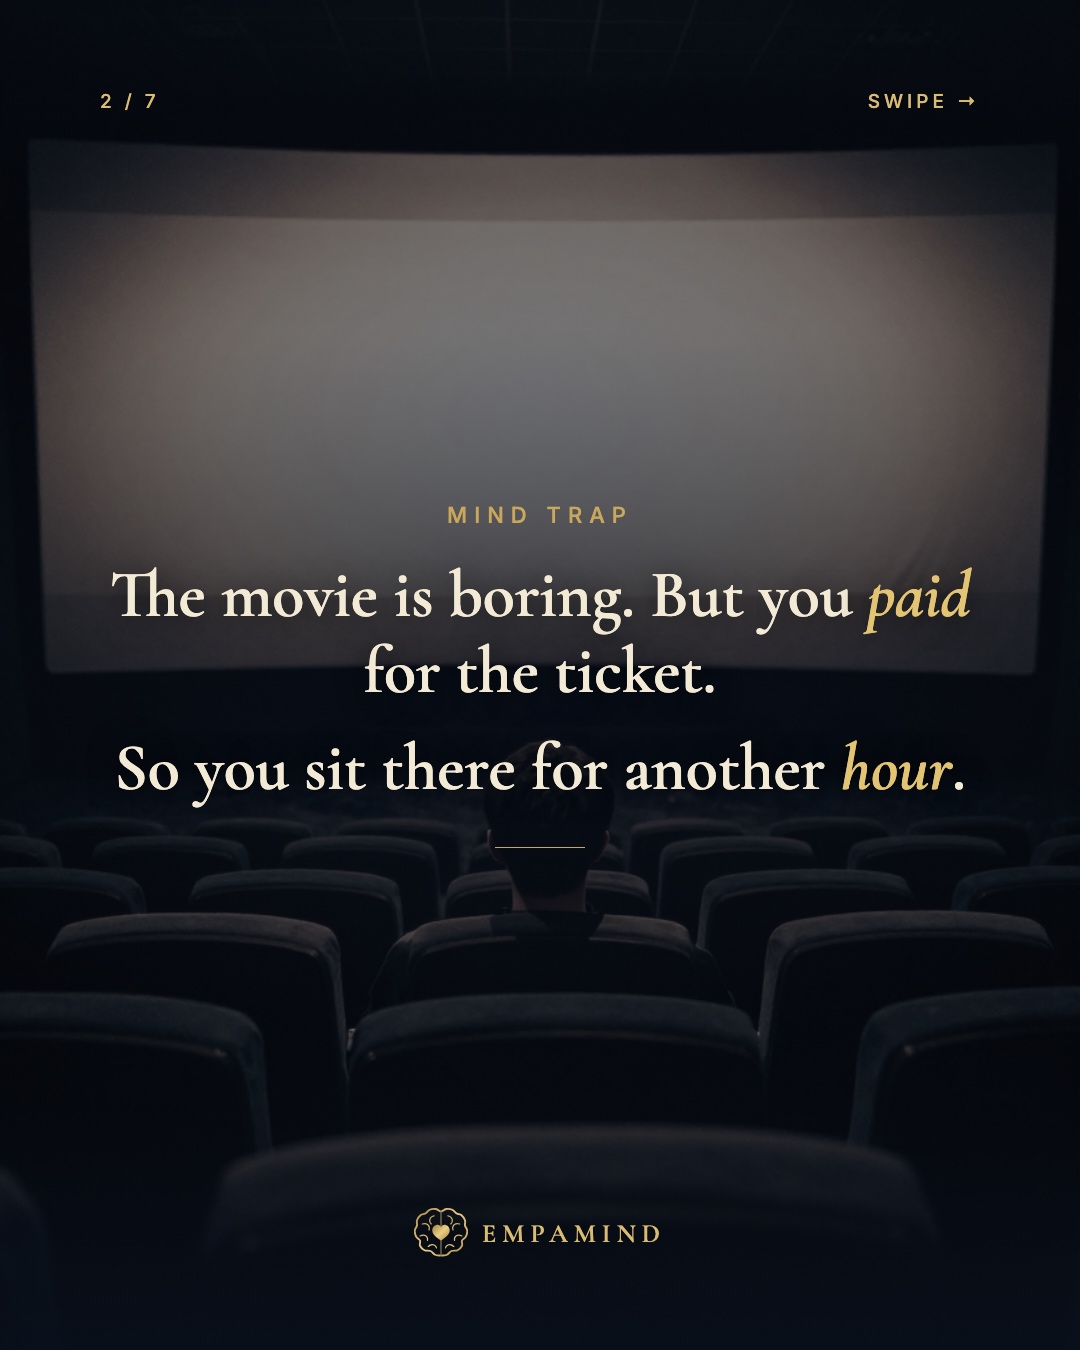 2 / 7
SWIPE →
MIND TRAP
The movie is boring. But you paid
for the ticket.
So you sit there for another hour.
EMPAMIND